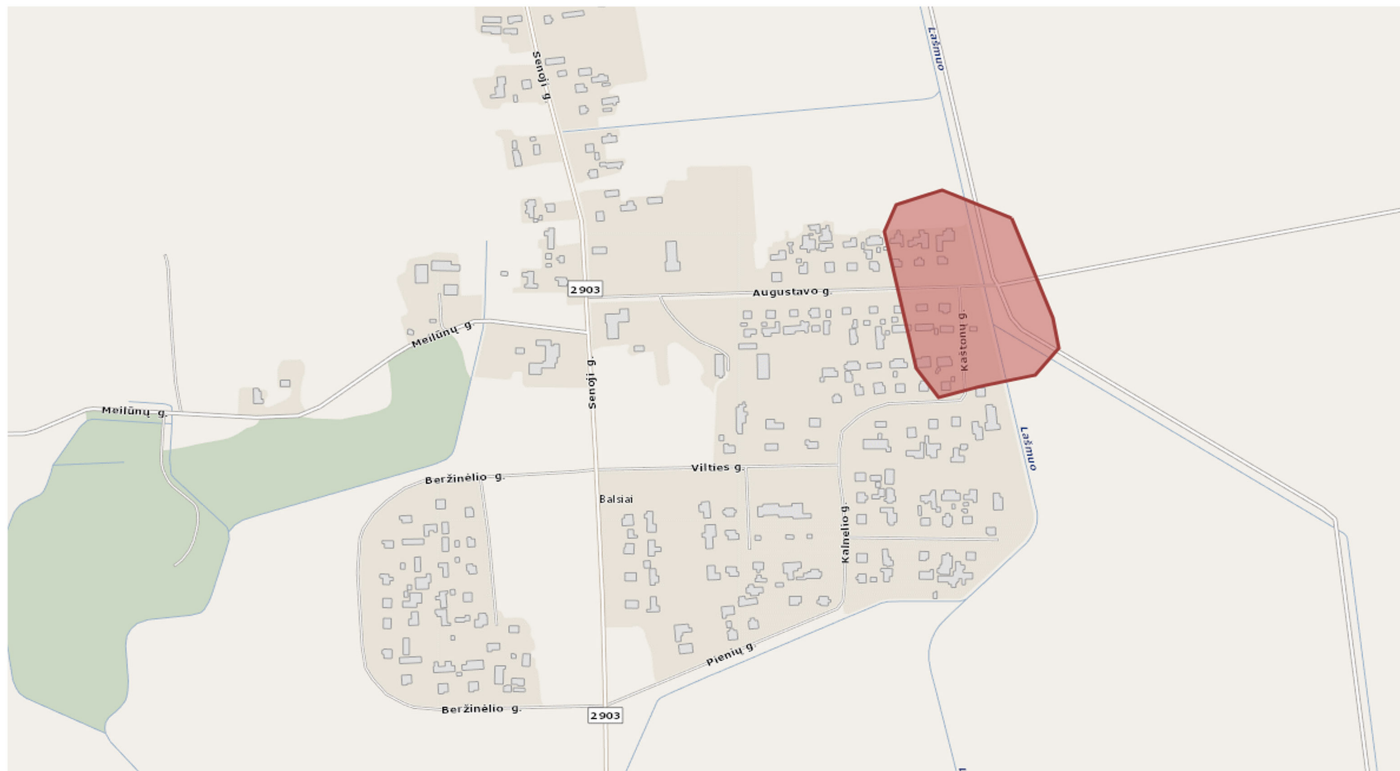 Lašmuo
Senoji g.
2903
Augustavo g.
Kaštonų g.
Meilūnų g.
Senoji g.
Meilūnų g.
Lašmuo
Vilties g.
Beržinėlio g.
Balsiai
Kalnelio g.
Pienių g.
Beržinėlio g.
2903